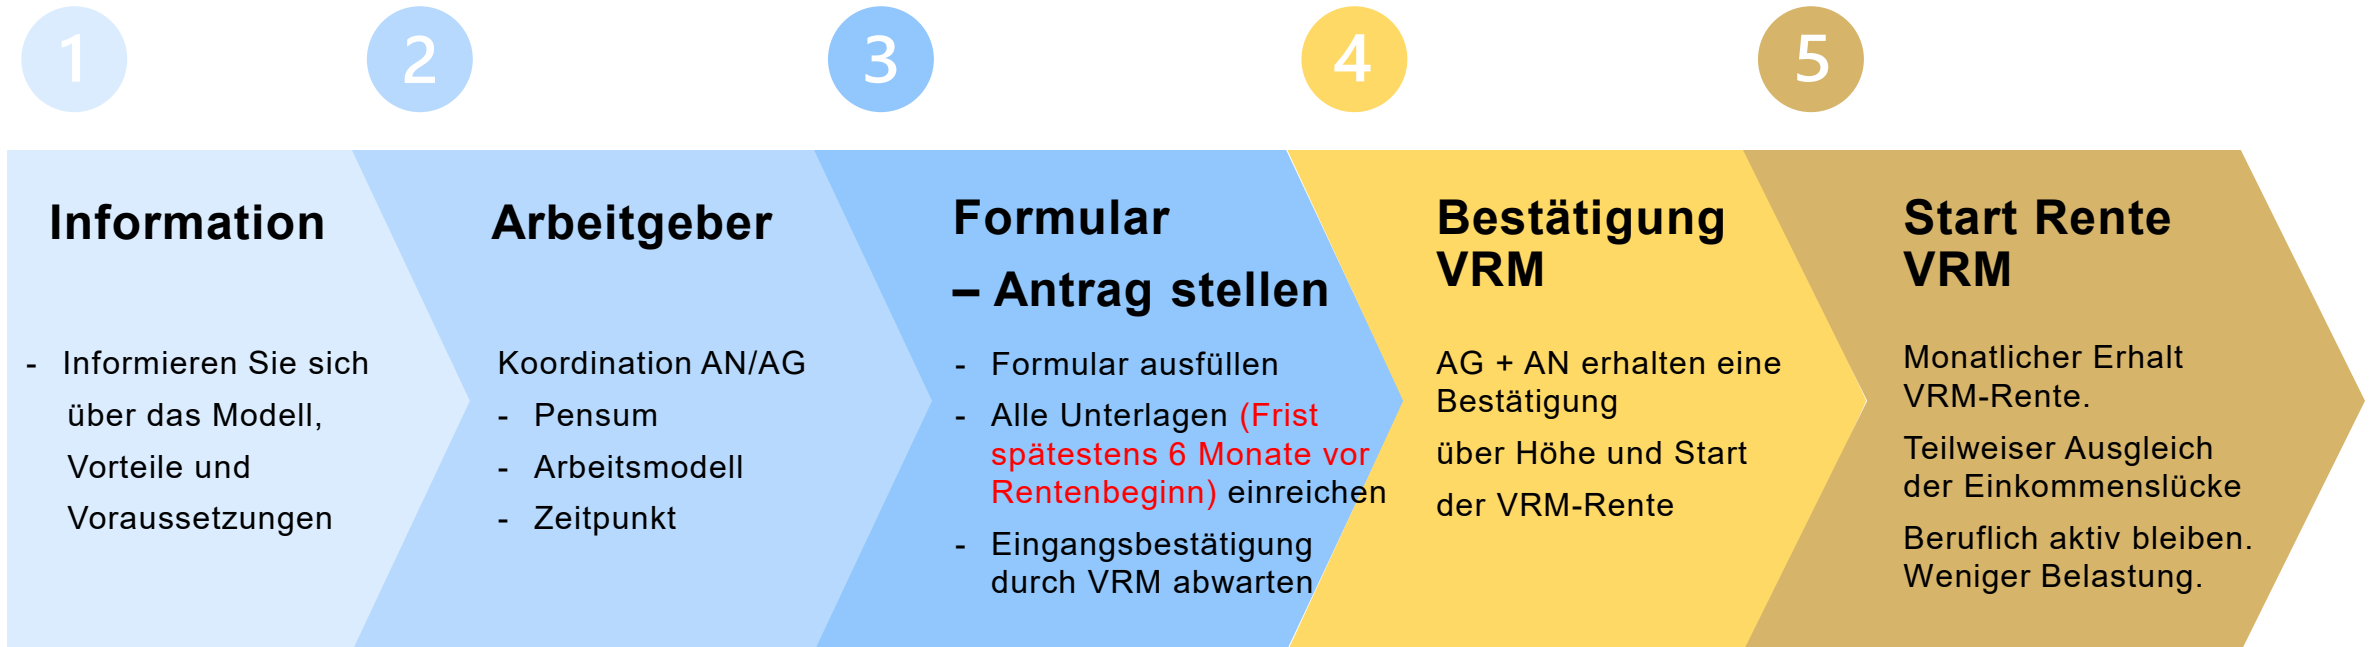 1
2
3
4
5
Information
- Informieren Sie sich
über das Modell,
Vorteile und
Voraussetzungen
Arbeitgeber
Koordination AN/AG
- Pensum
- Arbeitsmodell
- Zeitpunkt
Formular
– Antrag stellen
- Formular ausfüllen
- Alle Unterlagen (Frist
spätestens 6 Monate vor
Rentenbeginn) einreichen
- Eingangsbestätigung
durch VRM abwarten
Bestätigung
VRM
AG + AN erhalten eine
Bestätigung
über Höhe und Start
der VRM-Rente
Start Rente
VRM
Monatlicher Erhalt
VRM-Rente.
Teilweiser Ausgleich
der Einkommenslücke
Beruflich aktiv bleiben.
Weniger Belastung.